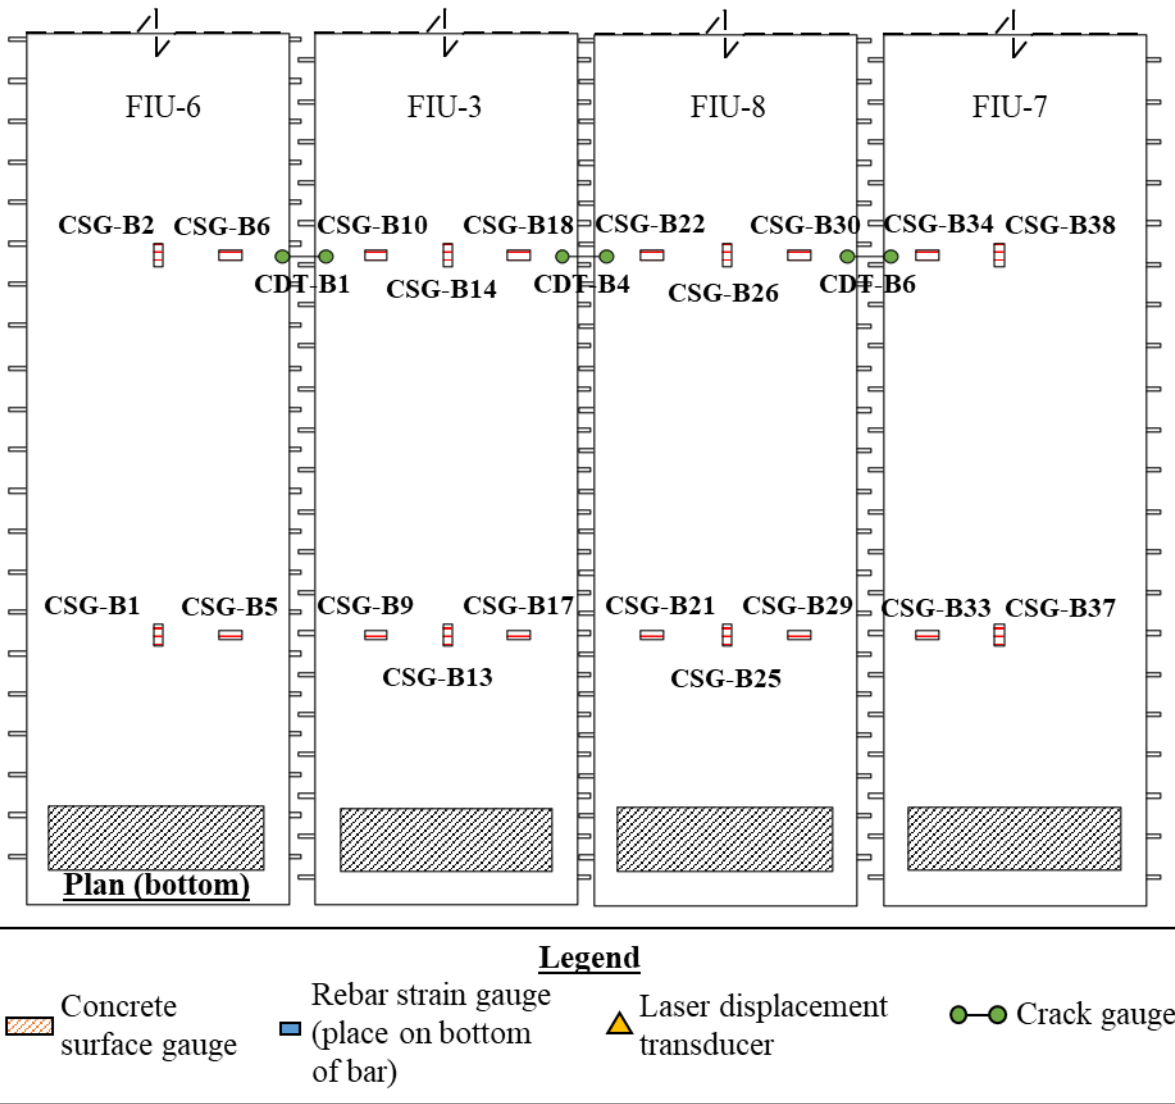 FIU-6
FIU-3
FIU-8
FIU-7
CSG-B2
CSG-B6
CSG-B10
CSG-B18
CSG-B22
CSG-B30
CSG-B34
CSG-B38
CDT-B1
CSG-B14
CDT-B4
CSG-B26
CDT-B6
CSG-B1
CSG-B5
CSG-B9
CSG-B17
CSG-B21
CSG-B29
CSG-B33
CSG-B37
CSG-B13
CSG-B25
Plan (bottom)
Legend
Concrete
surface gauge
Rebar strain gauge
(place on bottom
of bar)
Laser displacement
transducer
Crack gauge